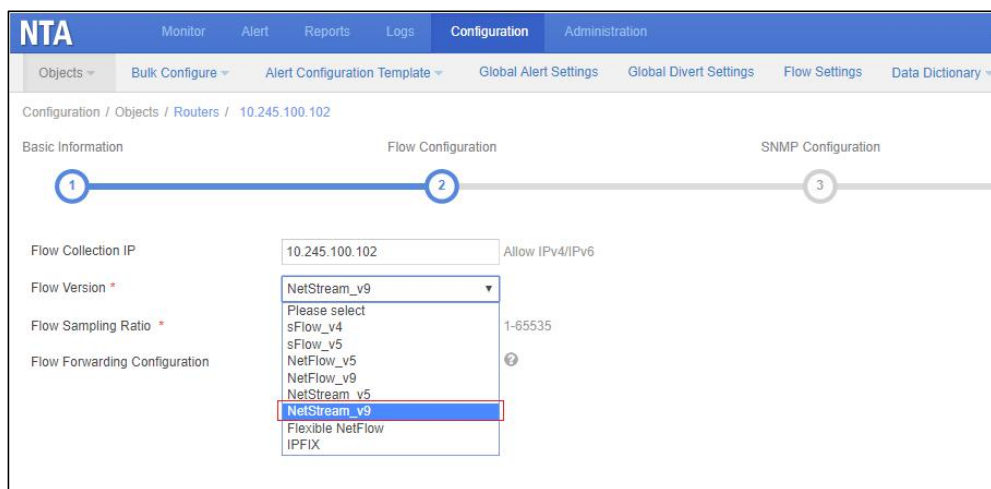 NTA Monitor Alert Reports Logs Configuration Administration
Objects Bulk Configure Alert Configuration Template Global Alert Settings Global Divert Settings Flow Settings Data Dictionary
Configuration / Objects / Routers / 10.245.100.102
Basic Information Flow Configuration SNMP Configuration
1 2 3
Flow Collection IP 10.245.100.102 Allow IPv4/IPv6
Flow Version * NetStream_v9
Please select
Flow Sampling Ratio * sFlow_v4 1-65535
sFlow_v5
Flow Forwarding Configuration NetFlow_v5 ?
NetFlow_v9
NetStream_v5
NetStream_v9
Flexible NetFlow
IPFIX